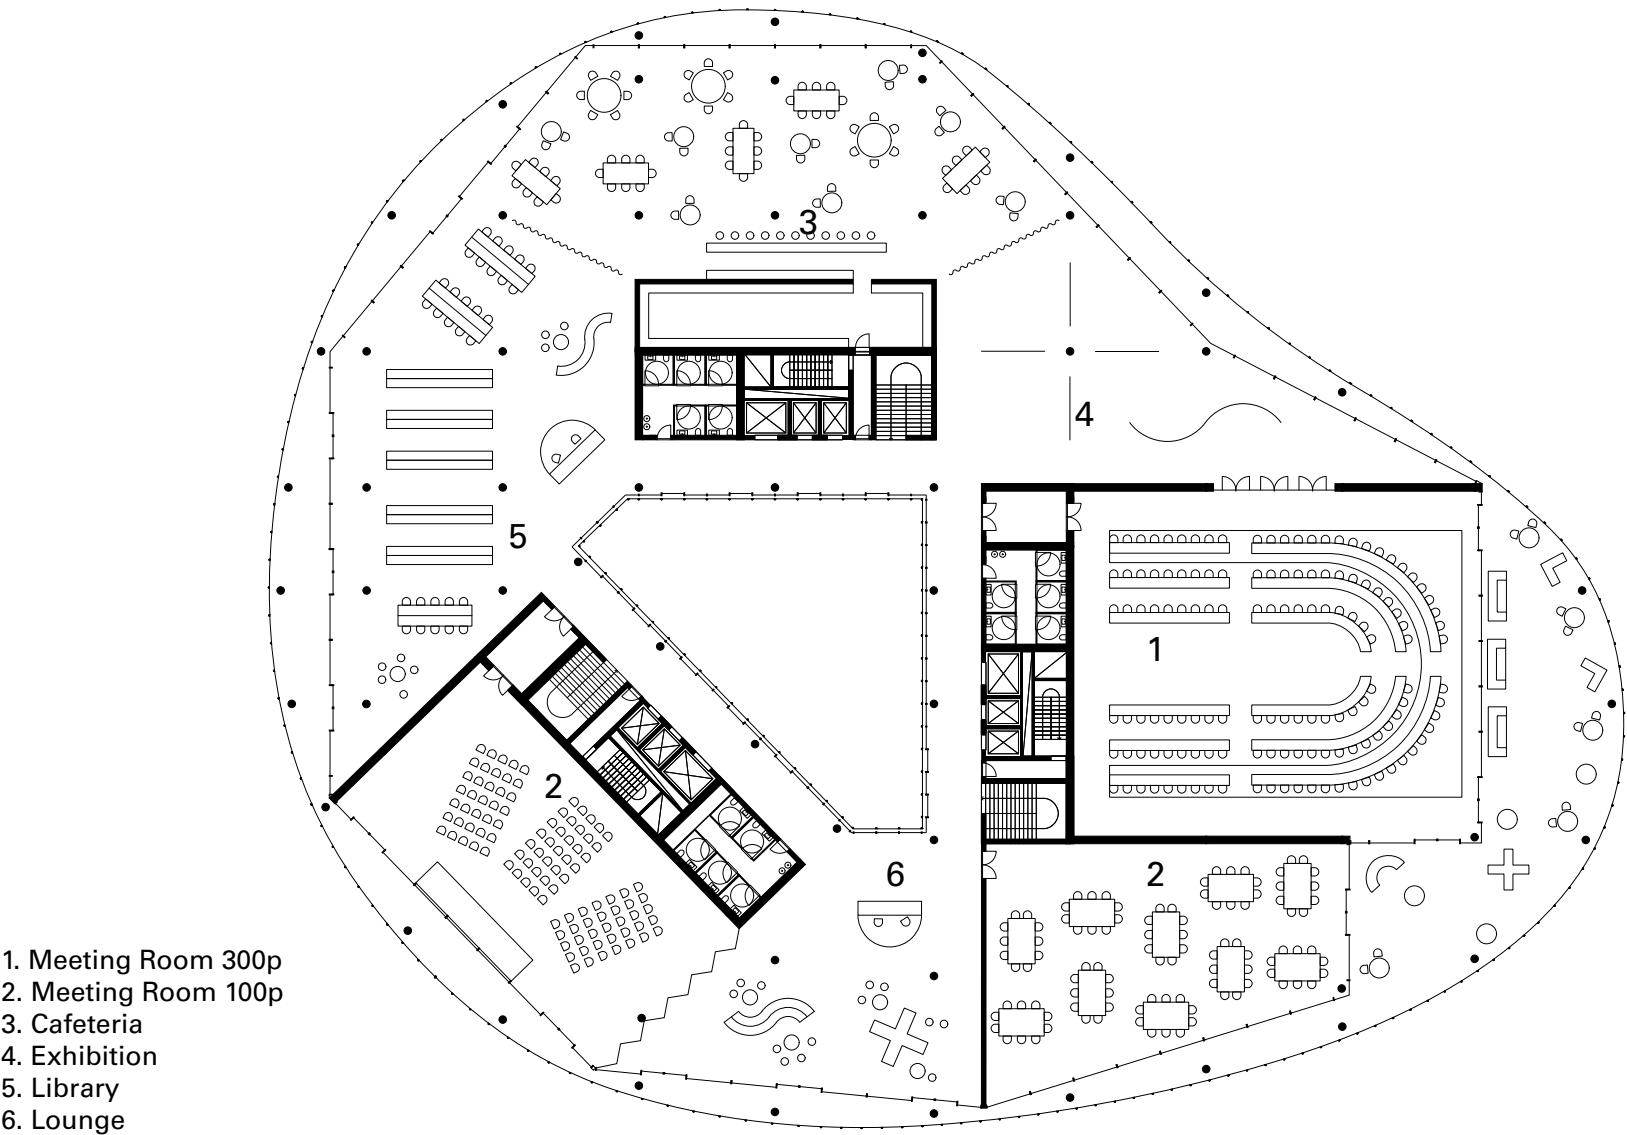 3
4
5
1
2
2
6
1. Meeting Room 300p
2. Meeting Room 100p
3. Cafeteria
4. Exhibition
5. Library
6. Lounge